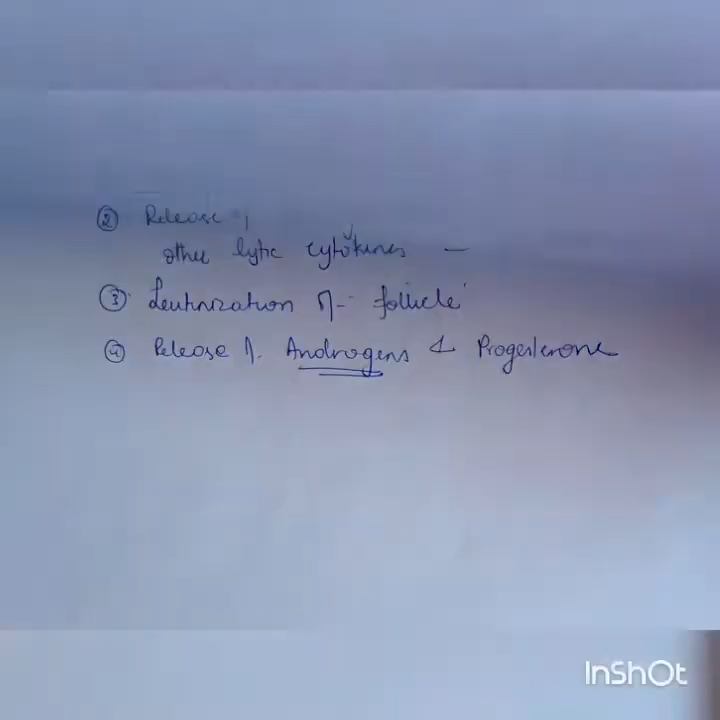 ② Release of
other lytic cytokines —
③ Leutinization of follicle
④ Release of Androgens & Progesterone
InShOt